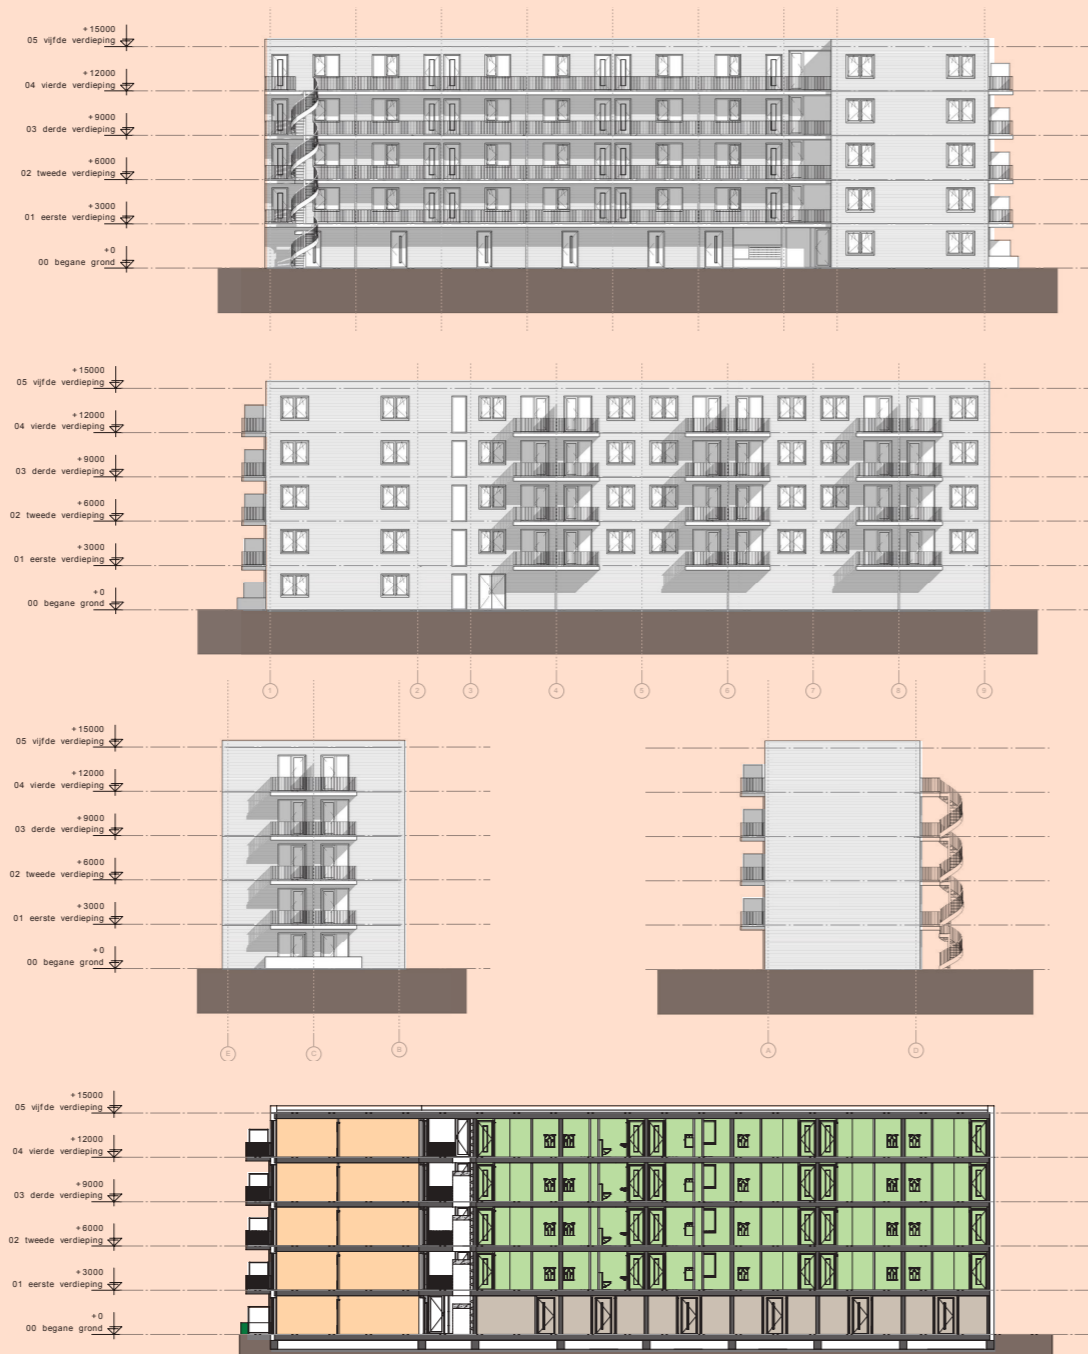 +15000
05 vijfde verdieping
+12000
04 vierde verdieping
+9000
03 derde verdieping
+6000
02 tweede verdieping
+3000
01 eerste verdieping
+0
00 begane grond
+15000
05 vijfde verdieping
+12000
04 vierde verdieping
+9000
03 derde verdieping
+6000
02 tweede verdieping
+3000
01 eerste verdieping
+0
00 begane grond
1 2 3 4 5 6 7 8 9
+15000
05 vijfde verdieping
+12000
04 vierde verdieping
+9000
03 derde verdieping
+6000
02 tweede verdieping
+3000
01 eerste verdieping
+0
00 begane grond
E C B A D
+15000
05 vijfde verdieping
+12000
04 vierde verdieping
+9000
03 derde verdieping
+6000
02 tweede verdieping
+3000
01 eerste verdieping
+0
00 begane grond